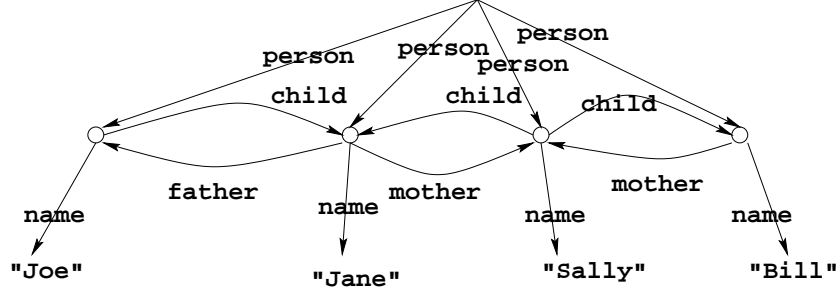 person
person
person
person
child
child
child
father
mother
mother
name
name
name
name
"Joe"
"Jane"
"Sally"
"Bill"